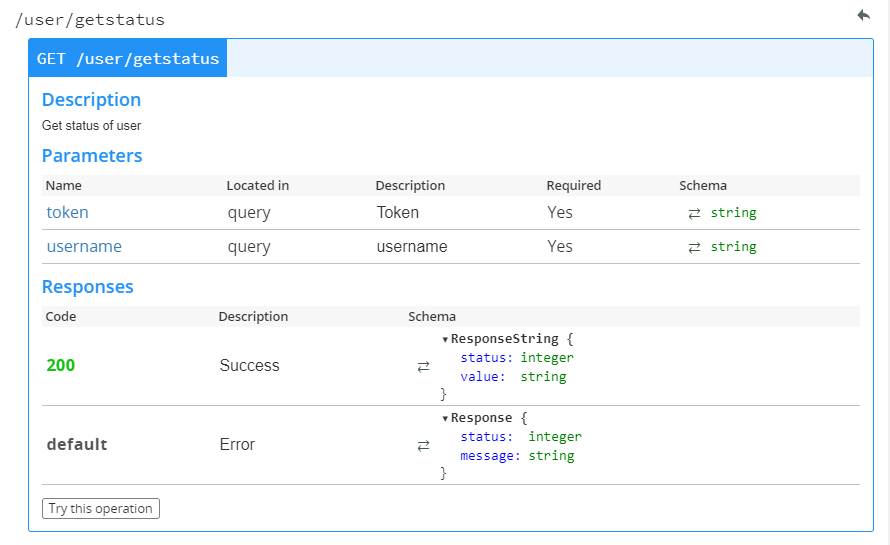 /user/getstatus
GET /user/getstatus
Description
Get status of user
Parameters
Name Located in Description Required Schema
token query Token Yes ⇄ string
username query username Yes ⇄ string
Responses
Code Description Schema
200 Success ⇄ ▾ResponseString {
status: integer
value: string
}
default Error ⇄ ▾Response {
status: integer
message: string
}
Try this operation